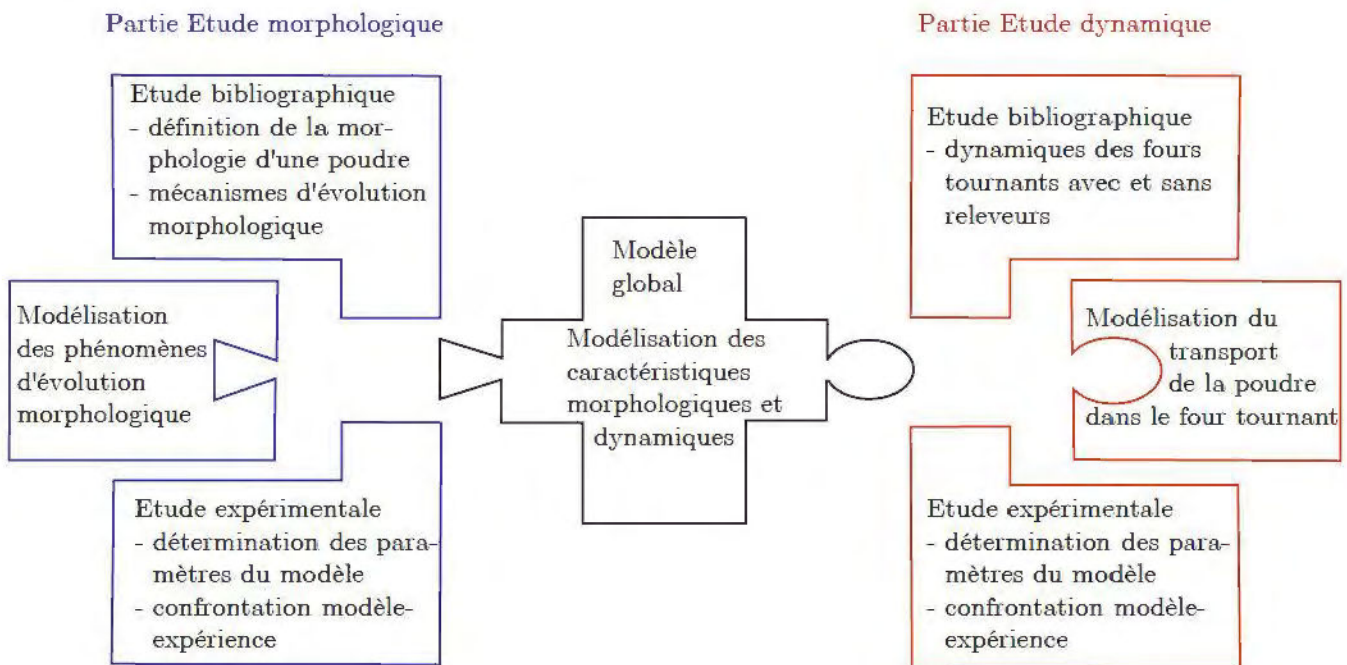 Partie Etude morphologique
Etude bibliographique
- définition de la mor-
phologie d'une poudre
- mécanismes d'évolution
morphologique
Modélisation
des phénomènes
d'évolution
morphologique
Etude expérimentale
- détermination des para-
mètres du modèle
- confrontation modèle-
expérience
Modèle
global
Modélisation des
caractéristiques
morphologiques et
dynamiques
Partie Etude dynamique
Etude bibliographique
- dynamiques des fours
tournants avec et sans
releveurs
Modélisation du
transport
de la poudre
dans le four tournant
Etude expérimentale
- détermination des para-
mètres du modèle
- confrontation modèle-
expérience